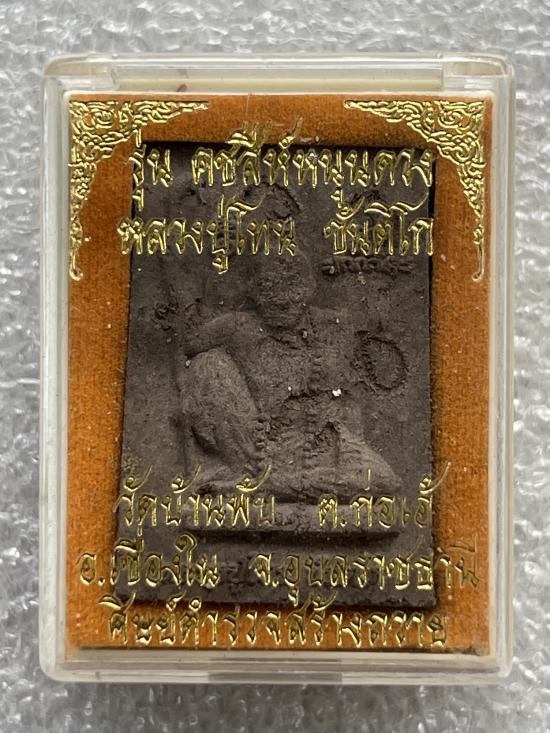 รุ่น คชสีห์หนุนดวง
หลวงปู่โทน ขันติโก
วัดบ้านพับ ต.ก่อเอ้
อ.เขื่องใน จ.อุบลราชธานี
ศิษย์ตำรวจสร้างถวาย